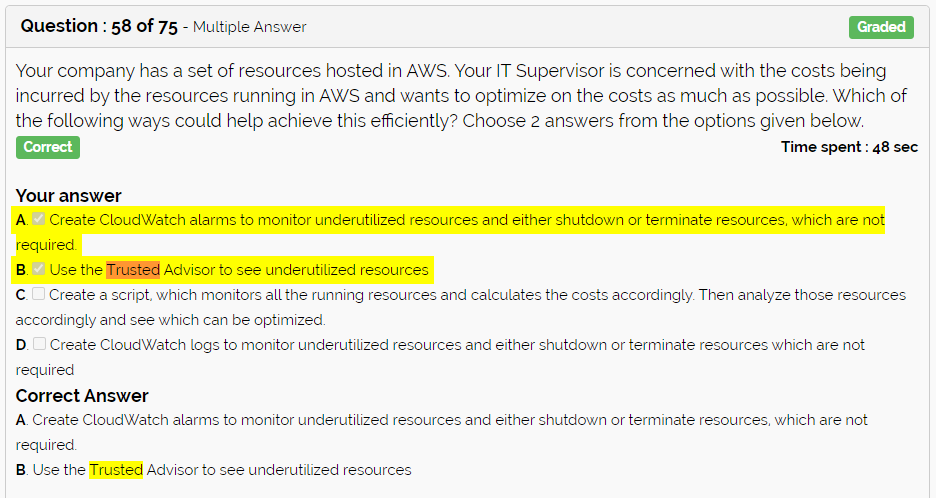 Question : 58 of 75 - Multiple Answer
Graded
Your company has a set of resources hosted in AWS. Your IT Supervisor is concerned with the costs being
incurred by the resources running in AWS and wants to optimize on the costs as much as possible. Which of
the following ways could help achieve this efficiently? Choose 2 answers from the options given below.
Correct
Time spent : 48 sec
Your answer
A. Create CloudWatch alarms to monitor underutilized resources and either shutdown or terminate resources, which are not
required.
B. Use the Trusted Advisor to see underutilized resources
C. Create a script, which monitors all the running resources and calculates the costs accordingly. Then analyze those resources
accordingly and see which can be optimized.
D. Create CloudWatch logs to monitor underutilized resources and either shutdown or terminate resources which are not
required
Correct Answer
A. Create CloudWatch alarms to monitor underutilized resources and either shutdown or terminate resources, which are not
required.
B. Use the Trusted Advisor to see underutilized resources